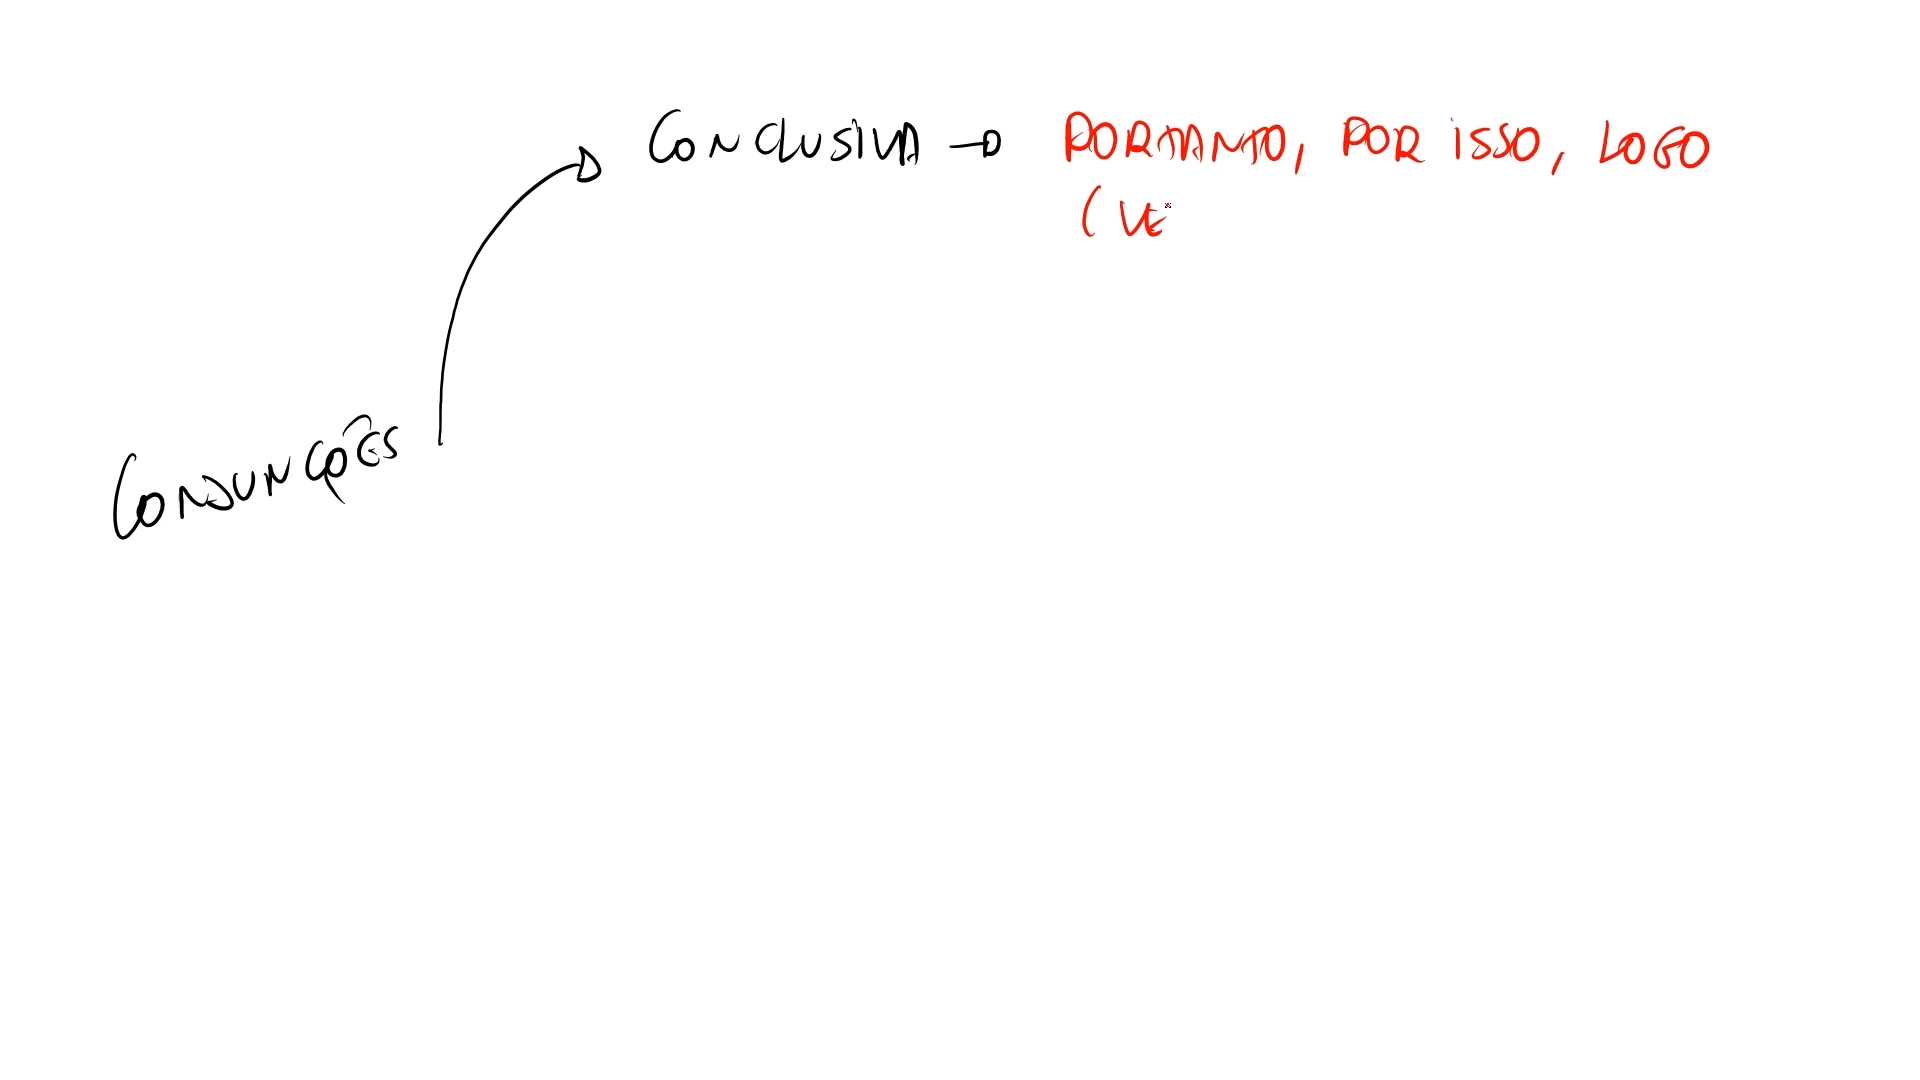 CONCLUSIVA → PORTANTO, POR ISSO, LOGO
(VE
CONJUNÇÕES